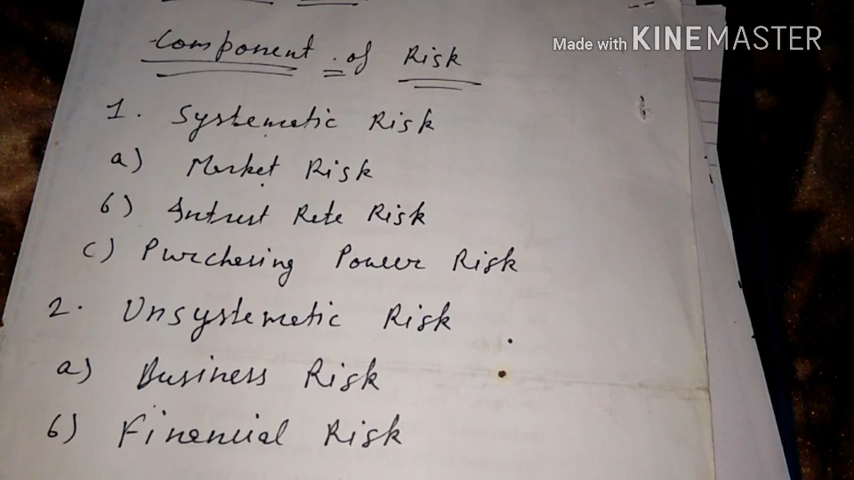 Made with KINEMASTER
Component of Risk
1. Systematic Risk
a) Market Risk
b) Intrust Rate Risk
c) Purchasing Power Risk
2. Unsystematic Risk
a) Business Risk
b) Financial Risk